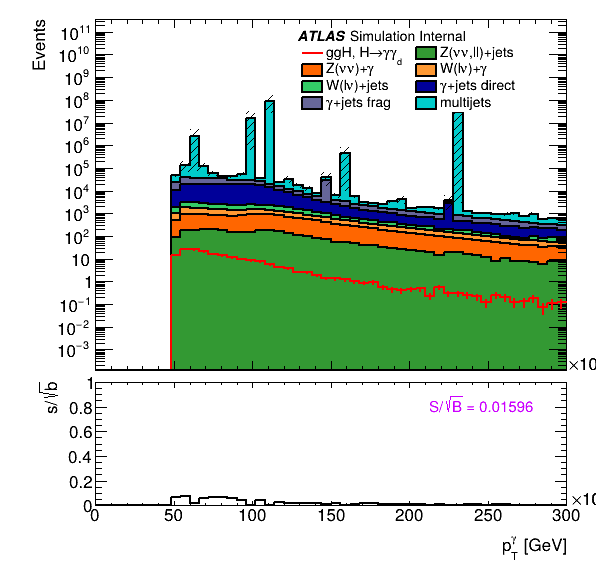 Events
10¹¹
10¹⁰
10⁹
10⁸
10⁷
10⁶
10⁵
10⁴
10³
10²
10
1
10⁻¹
10⁻²
10⁻³
ATLAS Simulation Internal
ggH, H→γγ_d
Z(νν,ll)+jets
Z(νν)+γ
W(lν)+γ
W(lν)+jets
γ+jets direct
γ+jets frag
multijets
×10
s/√b
1
0.8
0.6
0.4
0.2
0
S/√B = 0.01596
×10
0 50 100 150 200 250 300
p_T^γ [GeV]